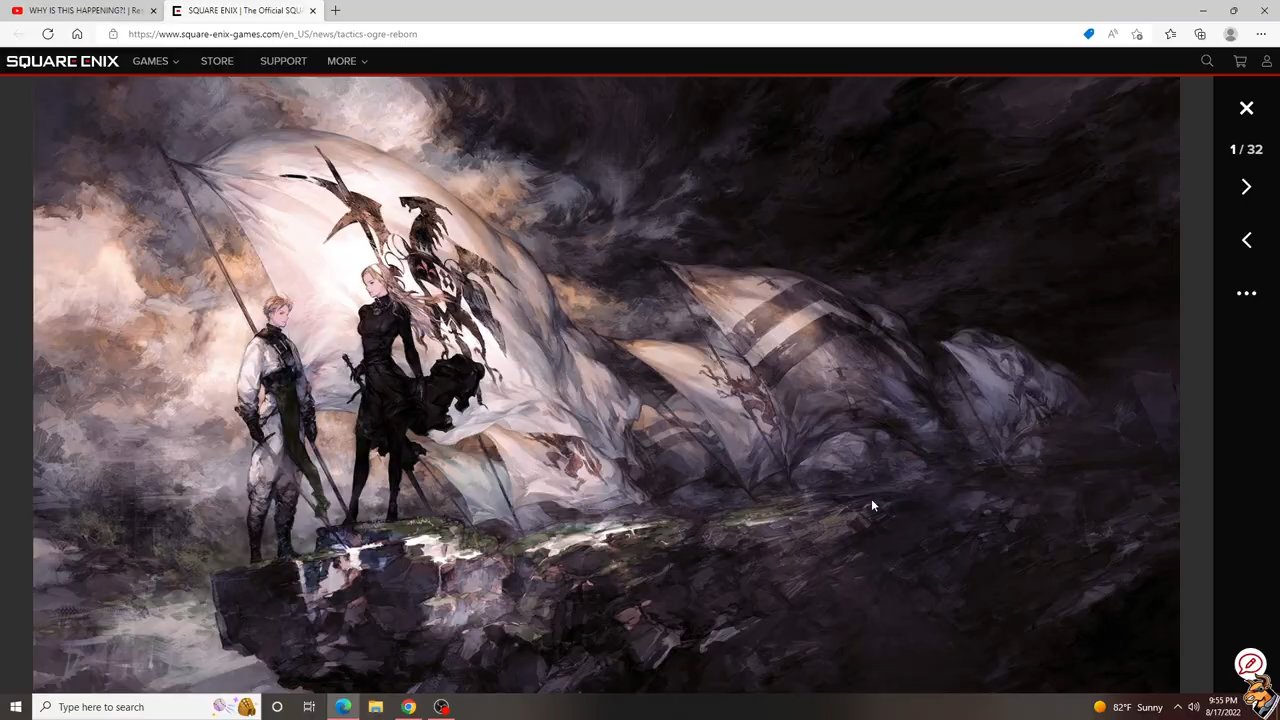 WHY IS THIS HAPPENING?! | Re
SQUARE ENIX | The Official SQU
https://www.square-enix-games.com/en_US/news/tactics-ogre-reborn
SQUARE ENIX GAMES STORE SUPPORT MORE
1 / 32
Type here to search
82°F Sunny
9:55 PM
8/17/2022